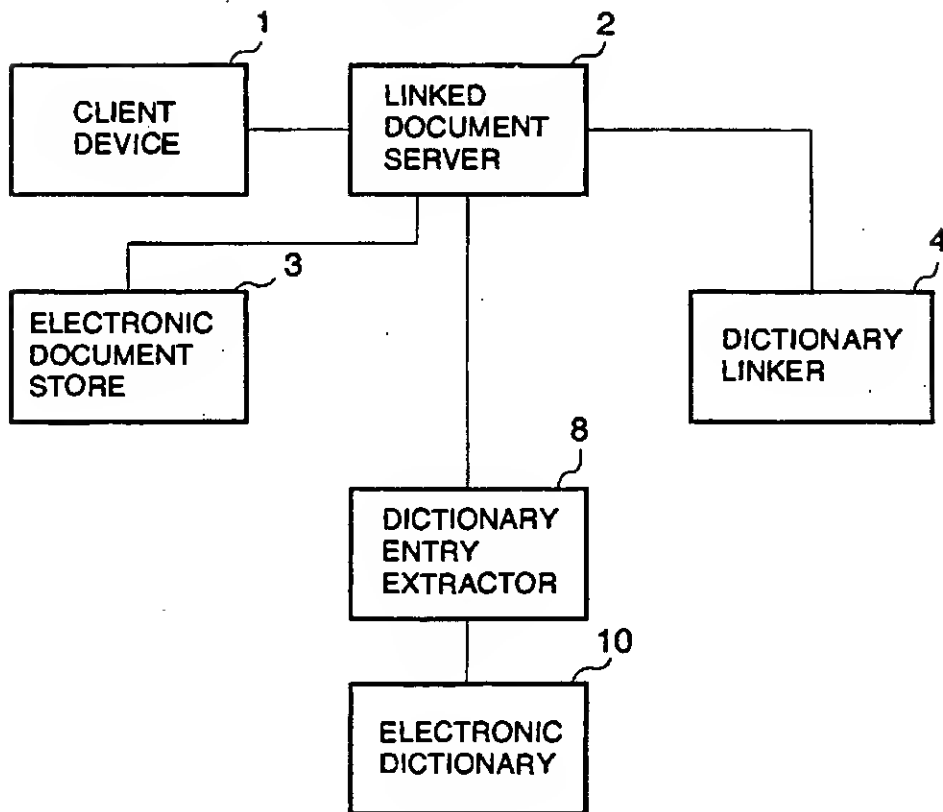 1
CLIENT
DEVICE
2
LINKED
DOCUMENT
SERVER
3
ELECTRONIC
DOCUMENT
STORE
4
DICTIONARY
LINKER
8
DICTIONARY
ENTRY
EXTRACTOR
10
ELECTRONIC
DICTIONARY